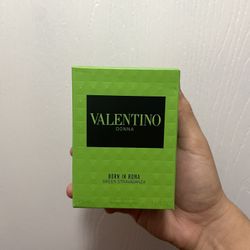 VALENTINO
DONNA
BORN IN ROMA
GREEN STRAVAGANZA